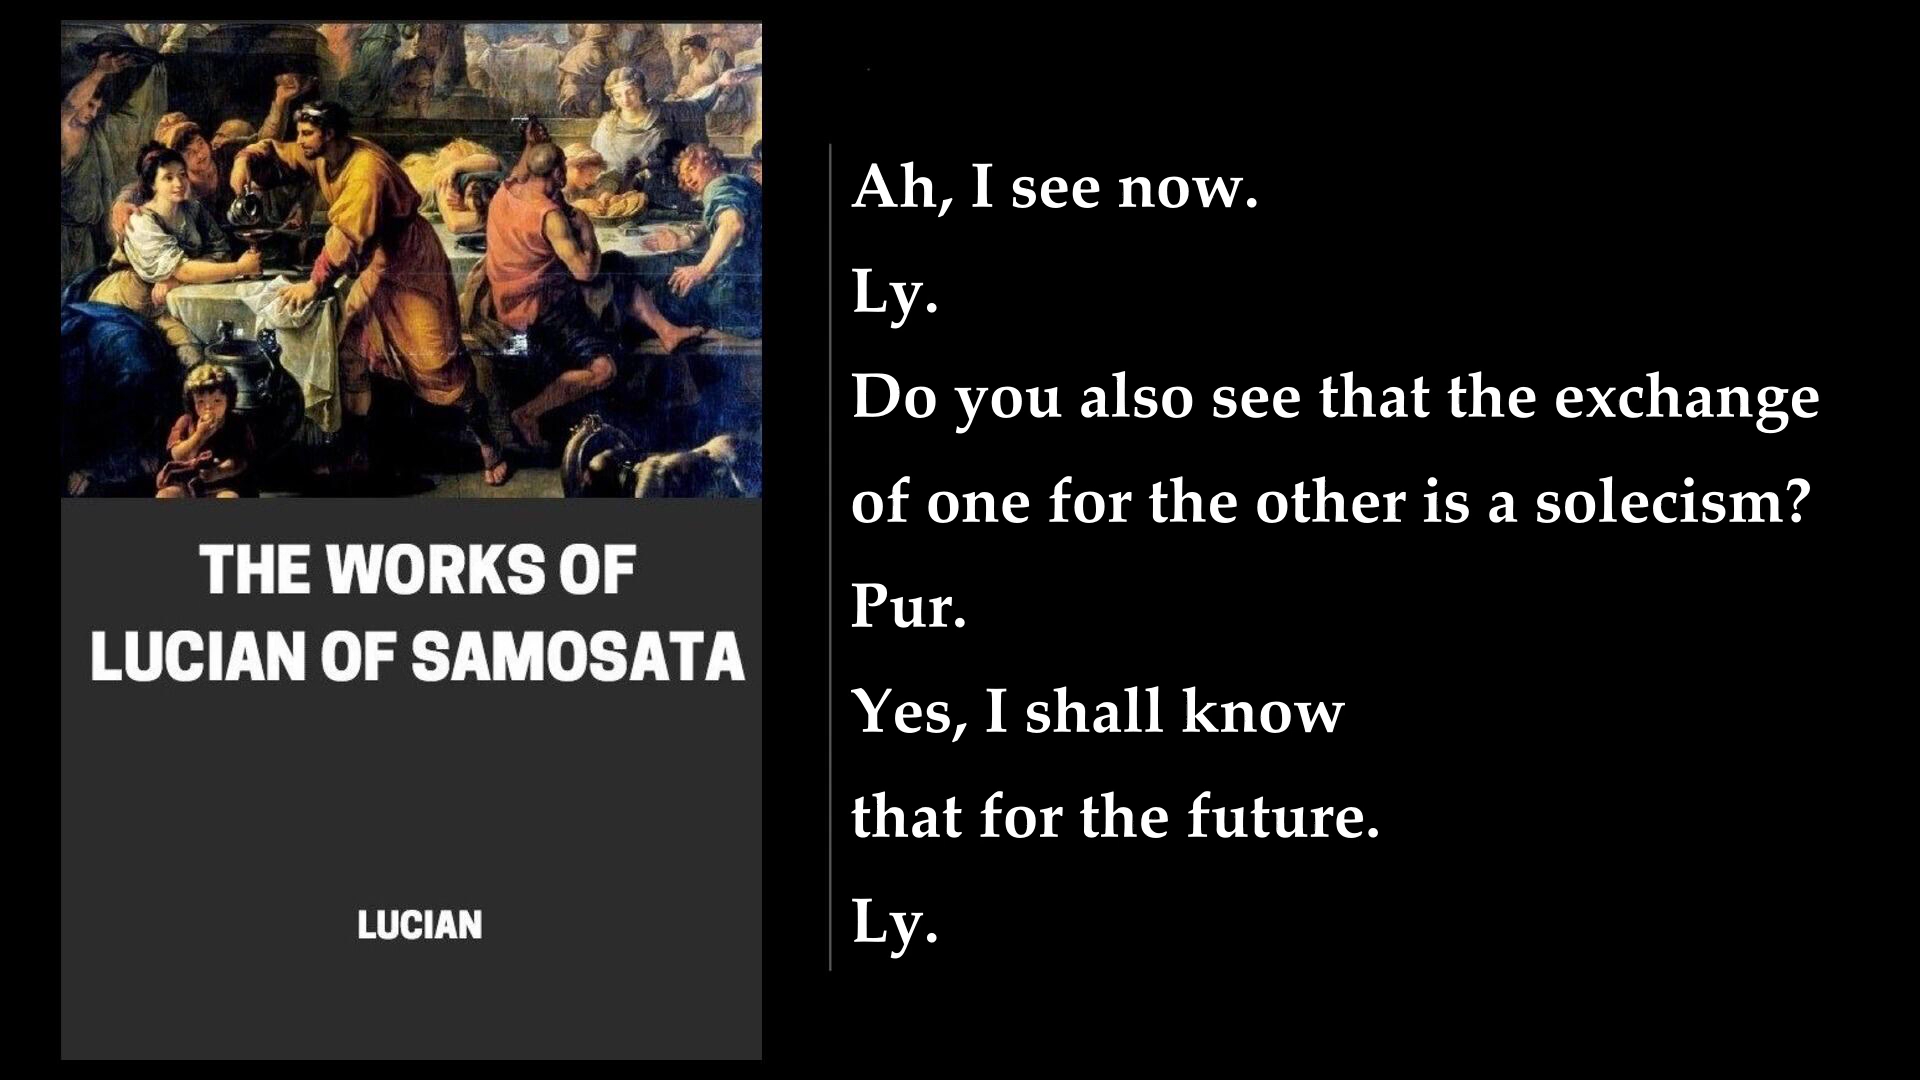 THE WORKS OF
LUCIAN OF SAMOSATA
LUCIAN
Ah, I see now.
Ly.
Do you also see that the exchange
of one for the other is a solecism?
Pur.
Yes, I shall know
that for the future.
Ly.